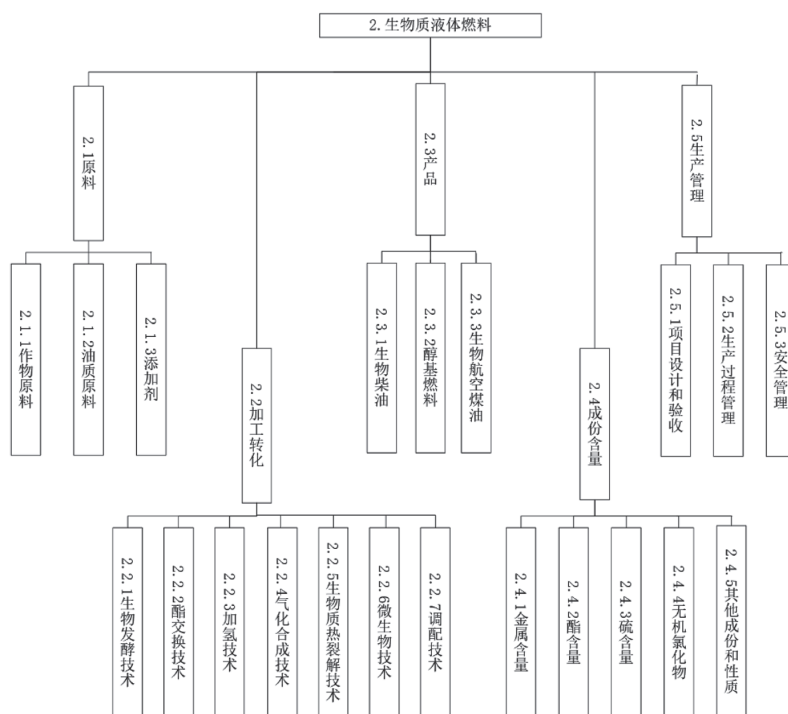 2.生物质液体燃料
2.1原料
2.3产品
2.5生产管理
2.1.1作物原料
2.1.2油质原料
2.1.3添加剂
2.3.1生物柴油
2.3.2醇基燃料
2.3.3生物航空煤油
2.5.1项目设计和验收
2.5.2生产过程管理
2.5.3安全管理
2.2加工转化
2.4成份含量
2.2.1生物发酵技术
2.2.2酯交换技术
2.2.3加氢技术
2.2.4气化合成技术
2.2.5生物质热裂解技术
2.2.6微生物技术
2.2.7调配技术
2.4.1金属含量
2.4.2酯含量
2.4.3硫含量
2.4.4无机氯化物
2.4.5其他成份和性质